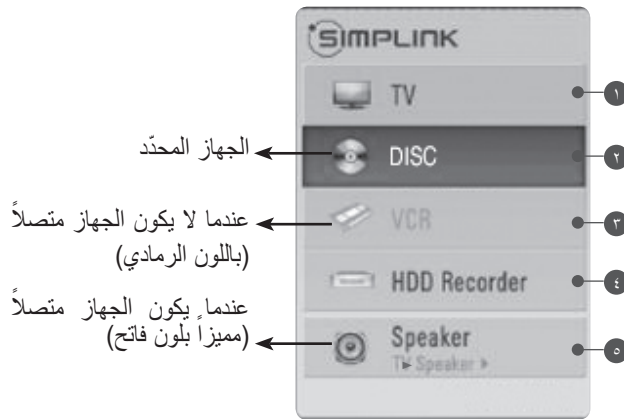 SIMPLINK
TV
١
الجهاز المحدّد
DISC
٢
عندما لا يكون الجهاز متصلاً
(باللون الرمادي)
VCR
٣
HDD Recorder
٤
عندما يكون الجهاز متصلاً
(مميزاً بلون فاتح)
Speaker
TV Speaker
٥